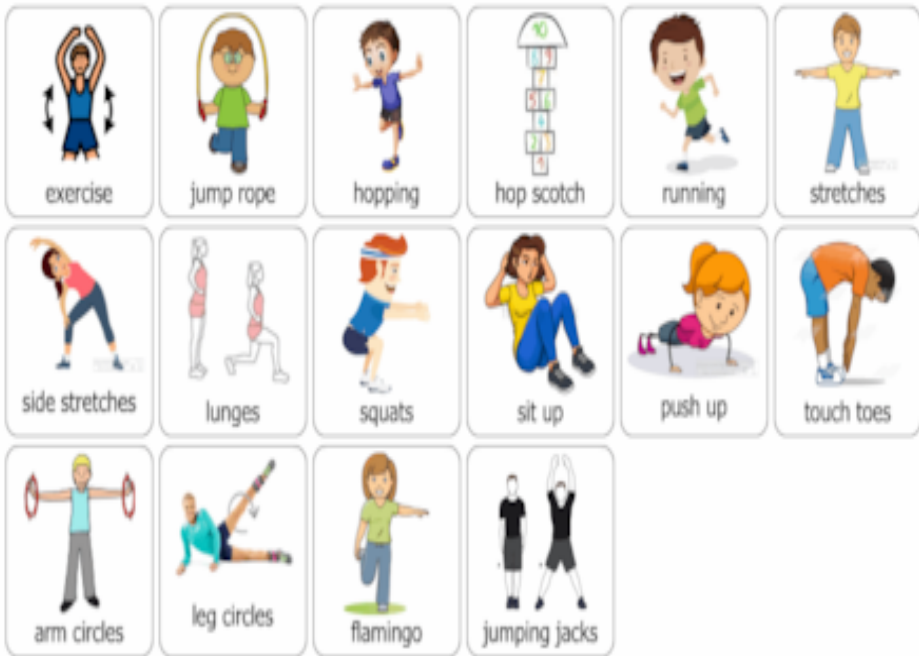 exercise
jump rope
hopping
hop scotch
running
stretches
side stretches
lunges
squats
sit up
push up
touch toes
arm circles
leg circles
flamingo
jumping jacks